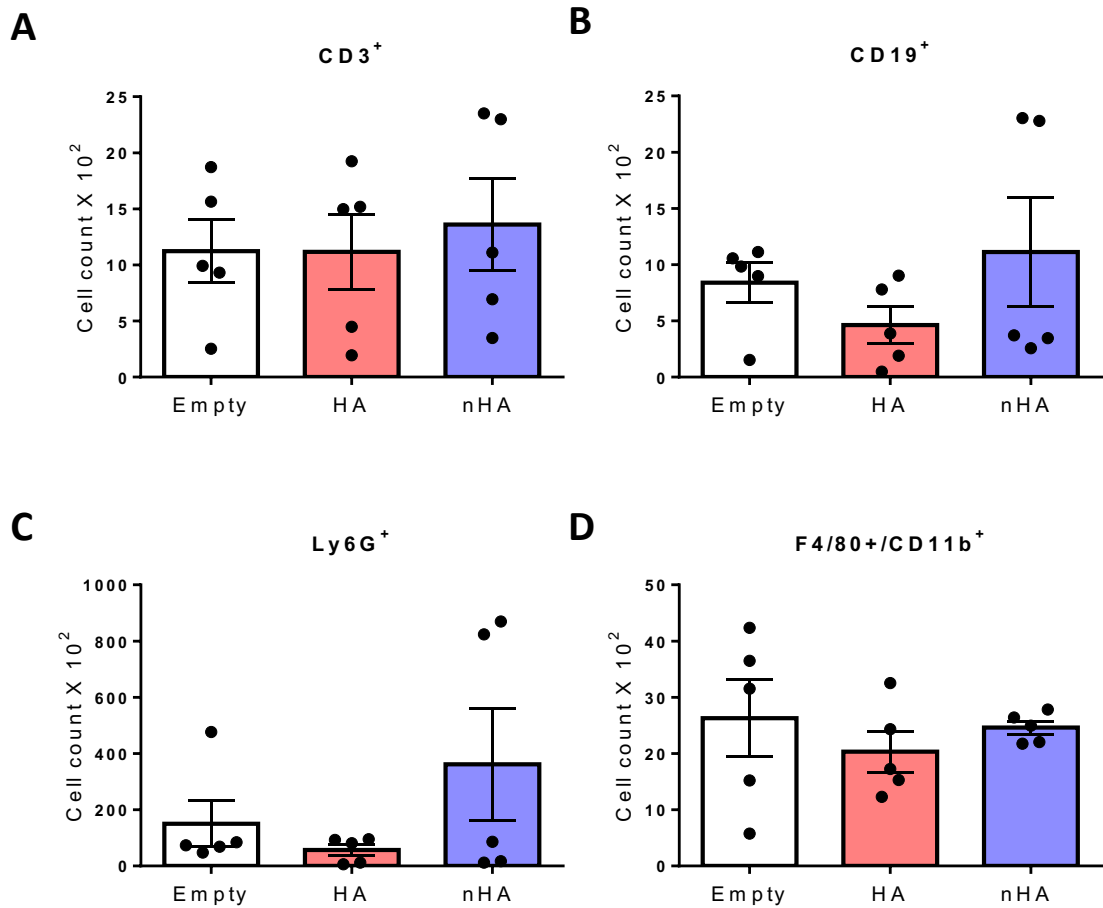 A
CD3+
Cell count X 10²
25
20
15
10
5
0
Empty HA nHA
B
CD19+
Cell count X 10²
25
20
15
10
5
0
Empty HA nHA
C
Ly6G+
Cell count X 10²
1000
800
600
400
200
0
Empty HA nHA
D
F4/80+/CD11b+
Cell count X 10²
50
40
30
20
10
0
Empty HA nHA